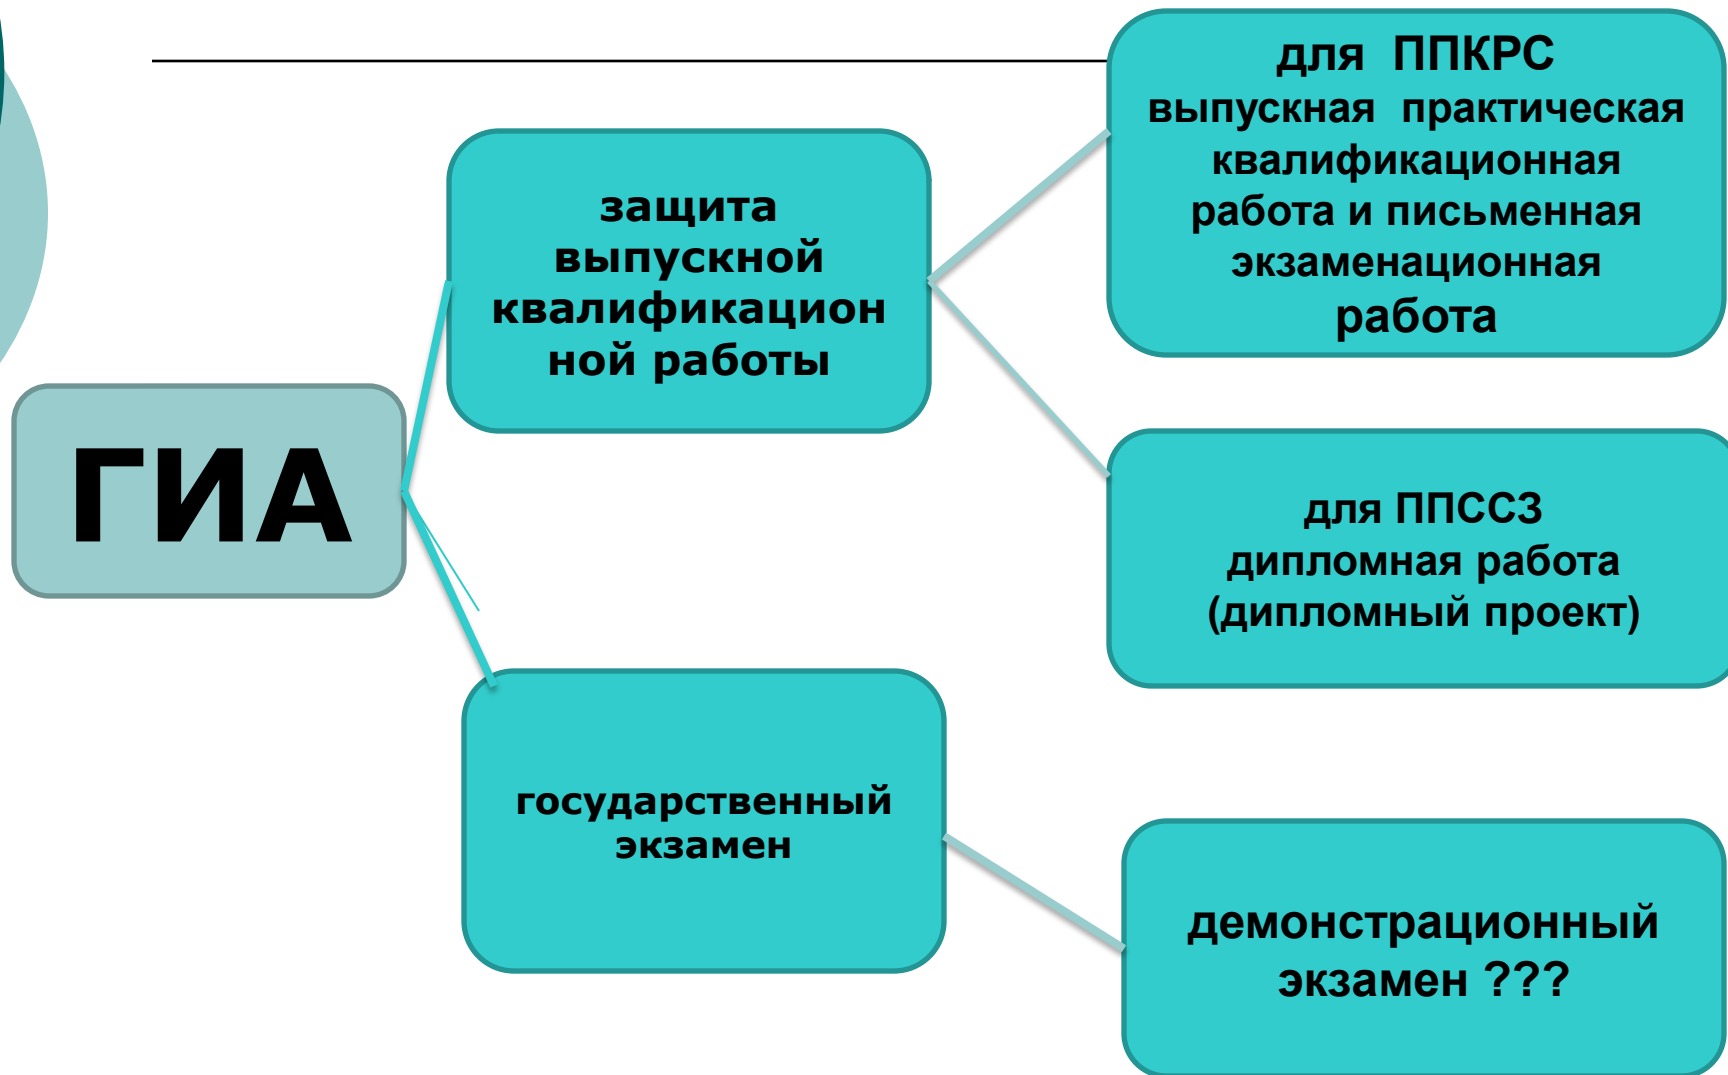 ГИА
защита
выпускной
квалификацион
ной работы
для ППКРС
выпускная практическая
квалификационная
работа и письменная
экзаменационная
работа
для ППССЗ
дипломная работа
(дипломный проект)
государственный
экзамен
демонстрационный
экзамен ???